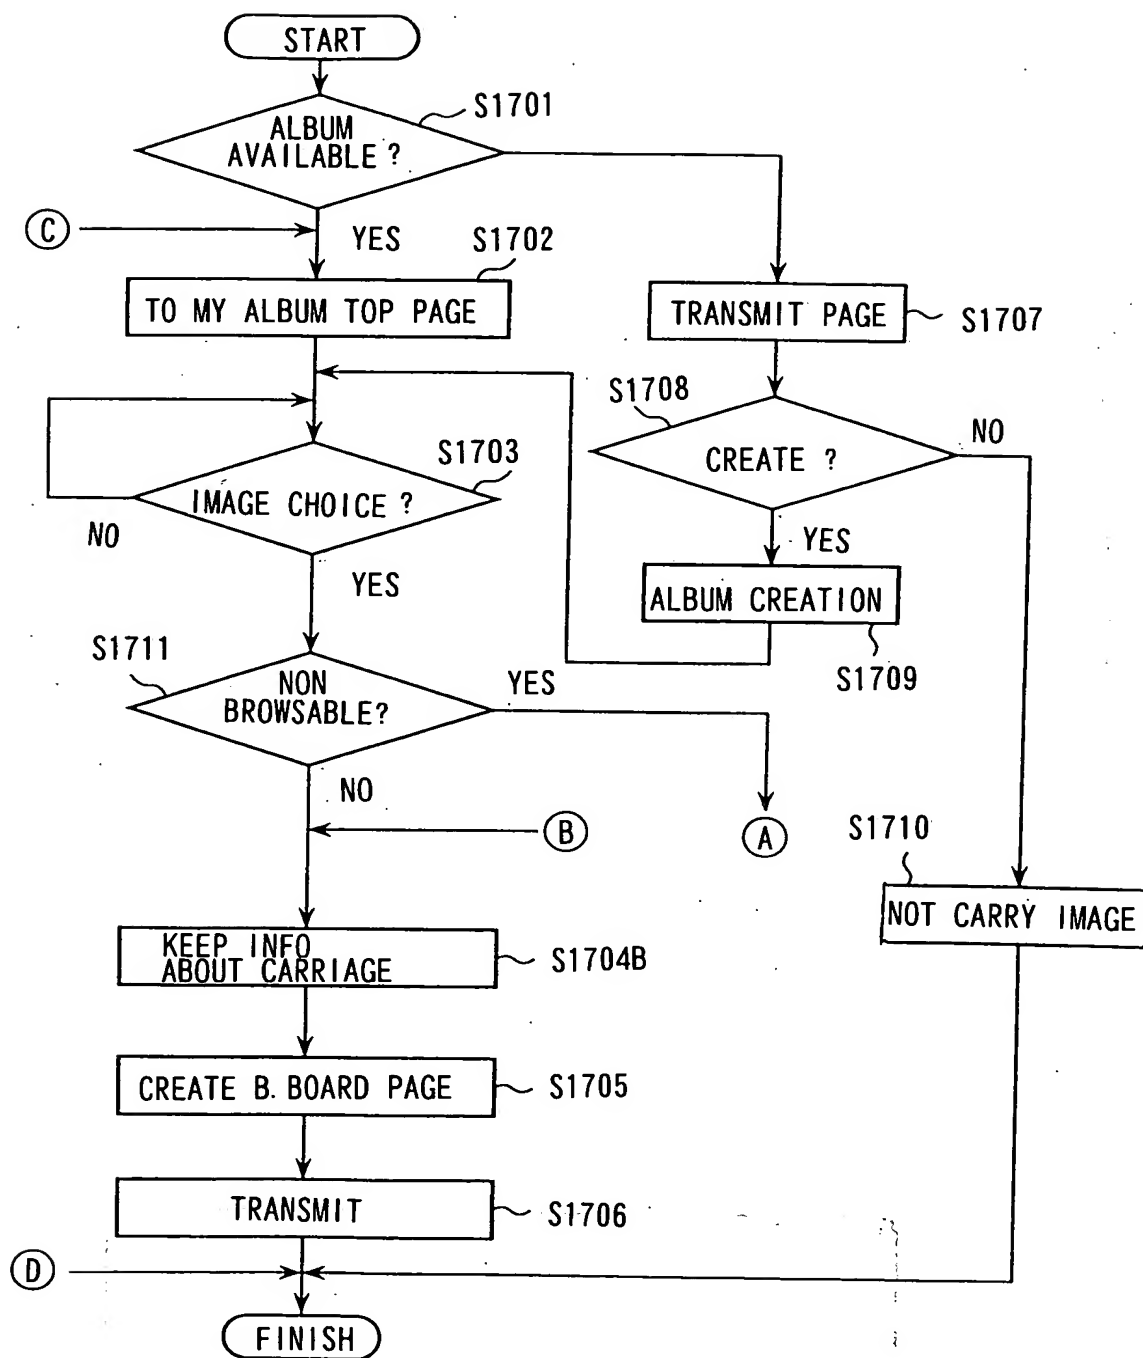 START
S1701
ALBUM
AVAILABLE ?
C
YES
S1702
TO MY ALBUM TOP PAGE
TRANSMIT PAGE
S1707
S1708
NO
S1703
CREATE ?
IMAGE CHOICE ?
NO
YES
YES
ALBUM CREATION
S1711
S1709
NON
BROWSABLE?
YES
NO
B
A
S1710
NOT CARRY IMAGE
KEEP INFO
ABOUT CARRIAGE
S1704B
CREATE B. BOARD PAGE
S1705
TRANSMIT
S1706
D
FINISH